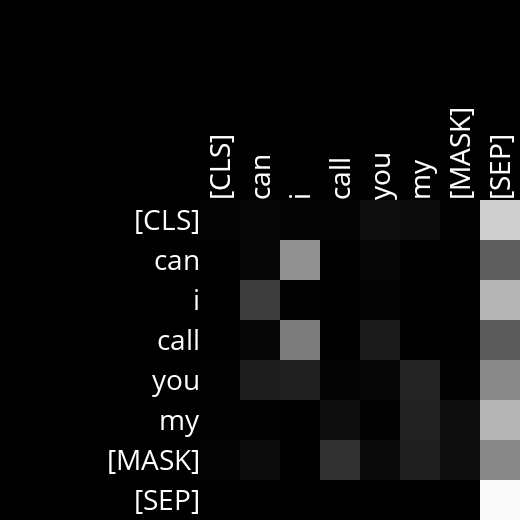 [CLS] can i call you my [MASK] [SEP]
[CLS]
can
i
call
you
my
[MASK]
[SEP]